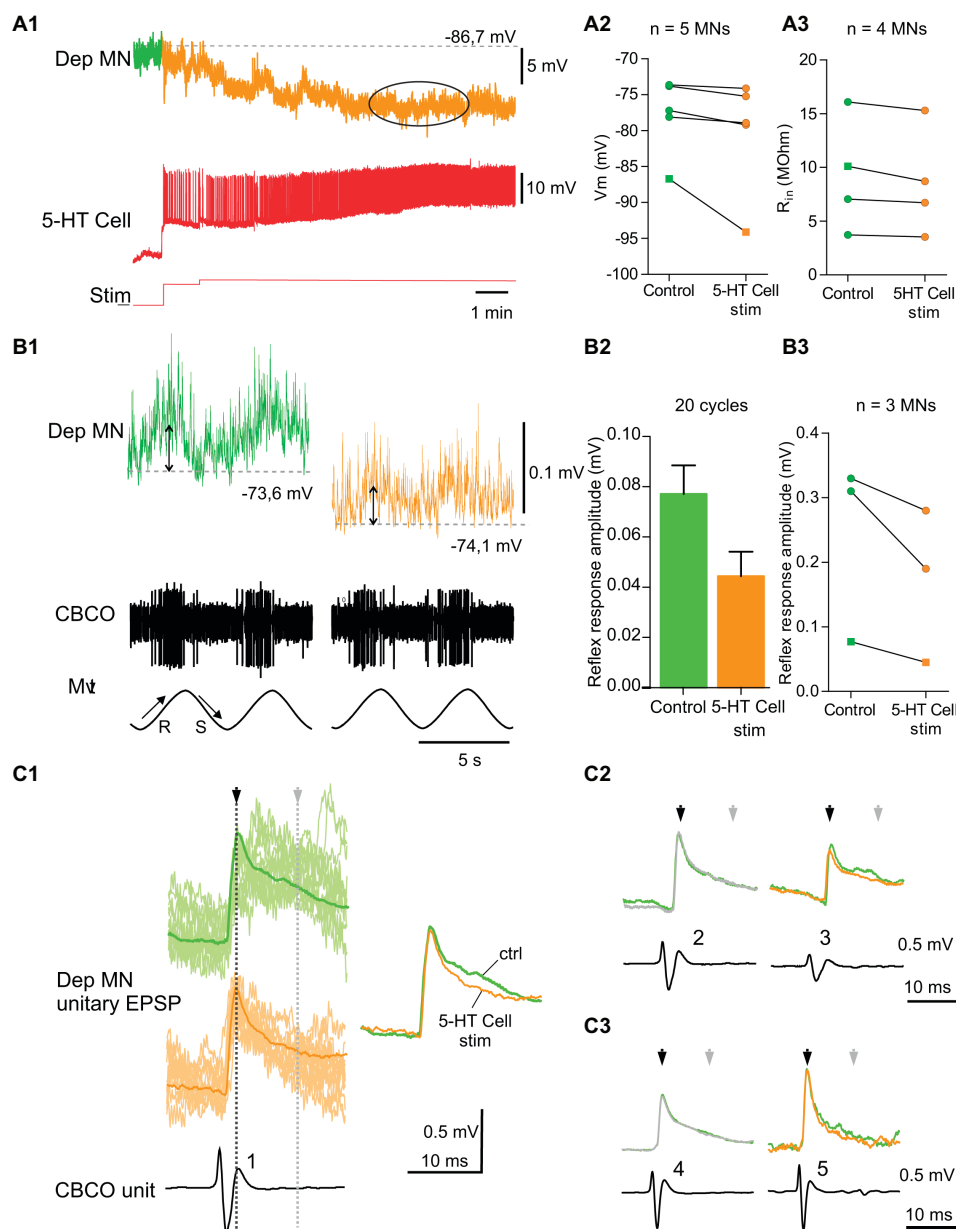 A1
-86,7 mV
Dep MN
5 mV
10 mV
5-HT Cell
Stim
1 min
A2
n = 5 MNs
-70
-75
-80
-85
-90
-95
-100
Vm (mV)
Control
5-HT Cell
stim
A3
n = 4 MNs
20
15
10
5
0
Rin (MOhm)
Control
5HT Cell
stim
B1
Dep MN
-73,6 mV
0.1 mV
-74,1 mV
CBCO
Mvt
R
S
5 s
B2
20 cycles
0.10
0.08
0.06
0.04
0.02
0.00
Reflex response amplitude (mV)
Control
5-HT Cell
stim
B3
n = 3 MNs
0.4
0.3
0.2
0.1
0.0
Reflex response amplitude (mV)
Control
5-HT Cell
stim
C1
Dep MN
unitary EPSP
ctrl
5-HT Cell
stim
0.5 mV
10 ms
CBCO unit
1
C2
2
3
0.5 mV
10 ms
C3
4
5
0.5 mV
10 ms